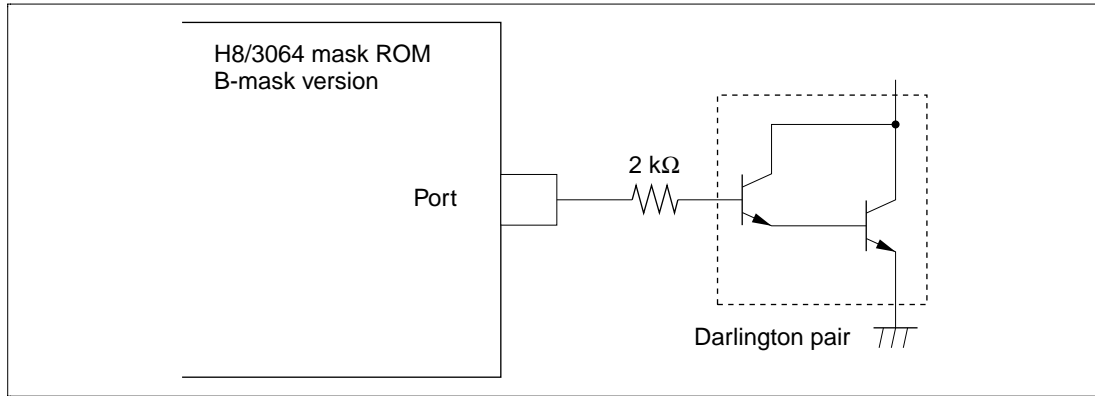 H8/3064 mask ROM
B-mask version
Port
2 kΩ
Darlington pair